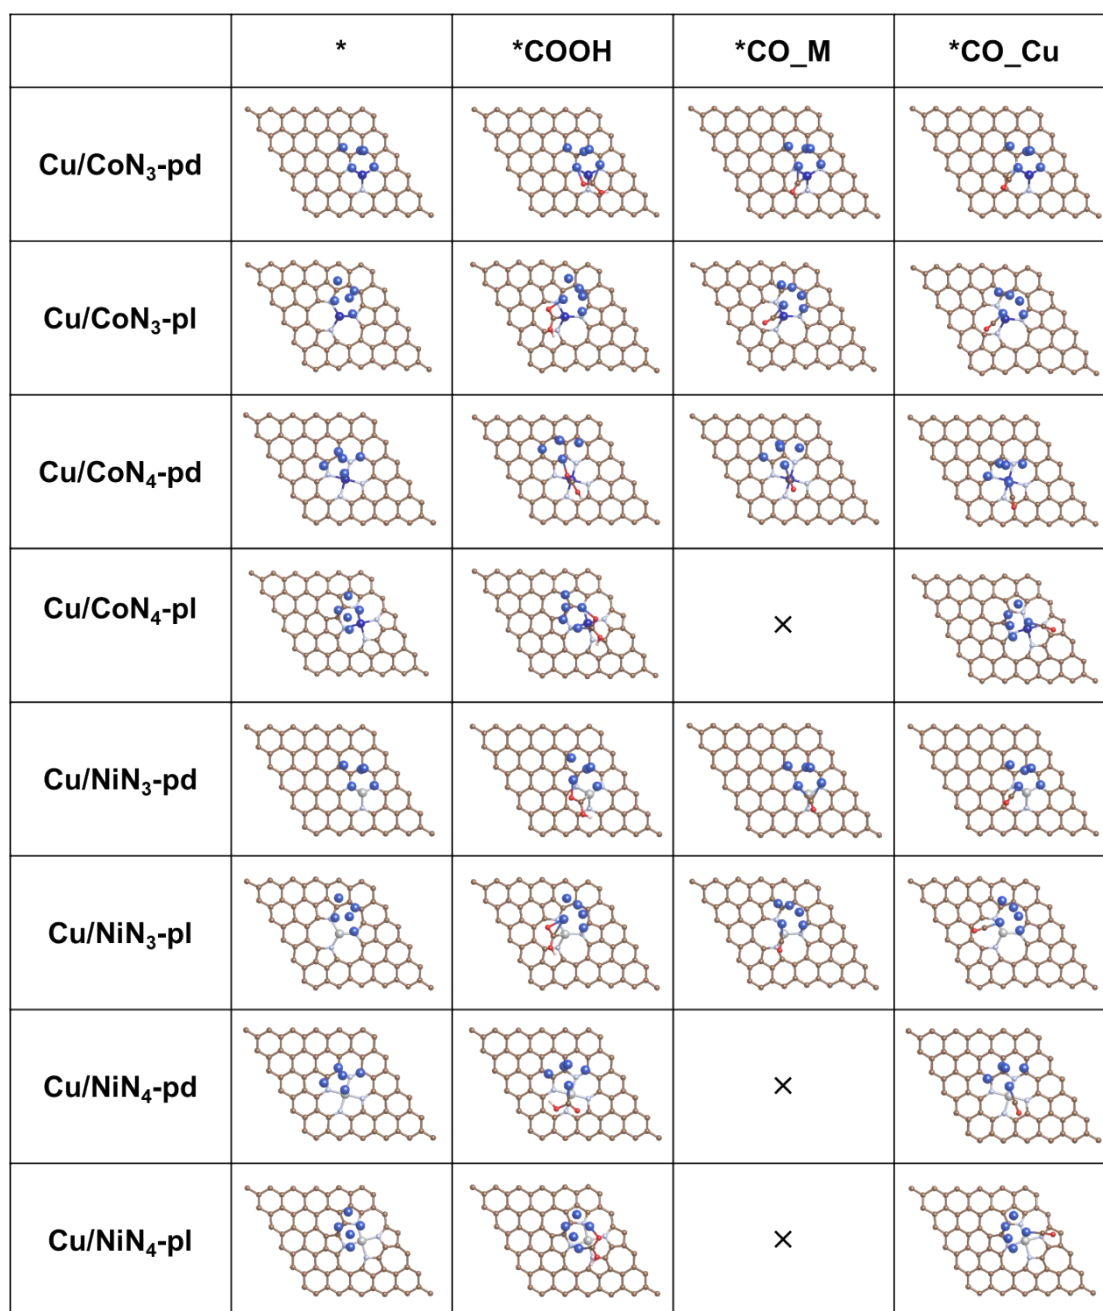 * *COOH *CO_M *CO_Cu
Cu/CoN₃-pd
Cu/CoN₃-pl
Cu/CoN₄-pd
Cu/CoN₄-pl ×
Cu/NiN₃-pd
Cu/NiN₃-pl
Cu/NiN₄-pd ×
Cu/NiN₄-pl ×